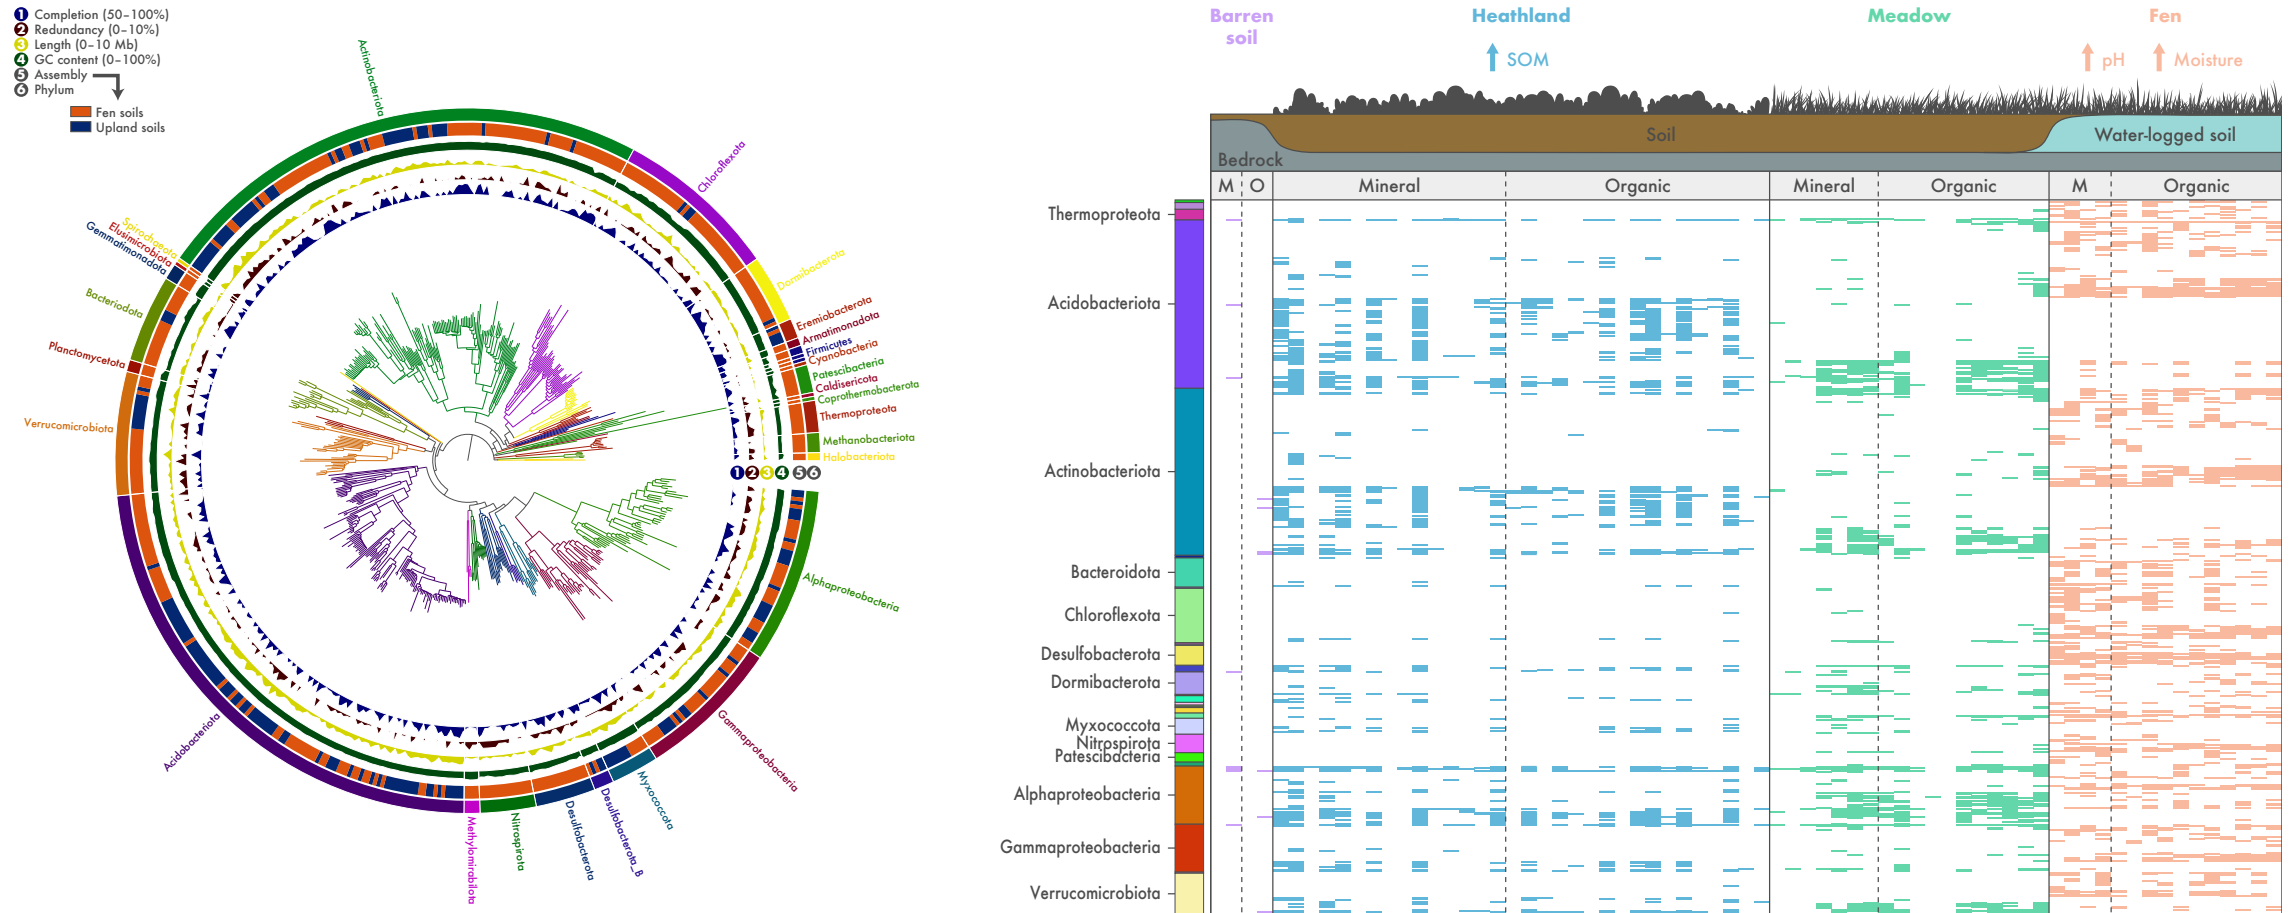 1 Completion (50–100%)
2 Redundancy (0–10%)
3 Length (0–10 Mb)
4 GC content (0–100%)
5 Assembly
6 Phylum
Fen soils
Upland soils
Actinobacteriota
Chloroflexota
Dormibacterota
Eremiobacterota
Armatimonadota
Firmicutes
Cyanobacteria
Patescibacteria
Caldisericota
Coprothermobacterota
Thermoproteota
Methanobacteriota
Halobacteriota
1 2 3 4 5 6
Alphaproteobacteria
Gammaproteobacteria
Myxococcota
Desulfobacterota_B
Desulfobacterota
Nitrospirota
Methylomirabilota
Acidobacteriota
Verrucomicrobiota
Planctomycetota
Bacteriodota
Gemmatimonadota
Elusimicrobiota
Spirochaetota
Barren
soil
Heathland
Meadow
Fen
SOM
pH
Moisture
Soil
Water-logged soil
Bedrock
M O Mineral Organic Mineral Organic M Organic
Thermoproteota
Acidobacteriota
Actinobacteriota
Bacteroidota
Chloroflexota
Desulfobacterota
Dormibacterota
Myxococcota
Nitrospirota
Patescibacteria
Alphaproteobacteria
Gammaproteobacteria
Verrucomicrobiota